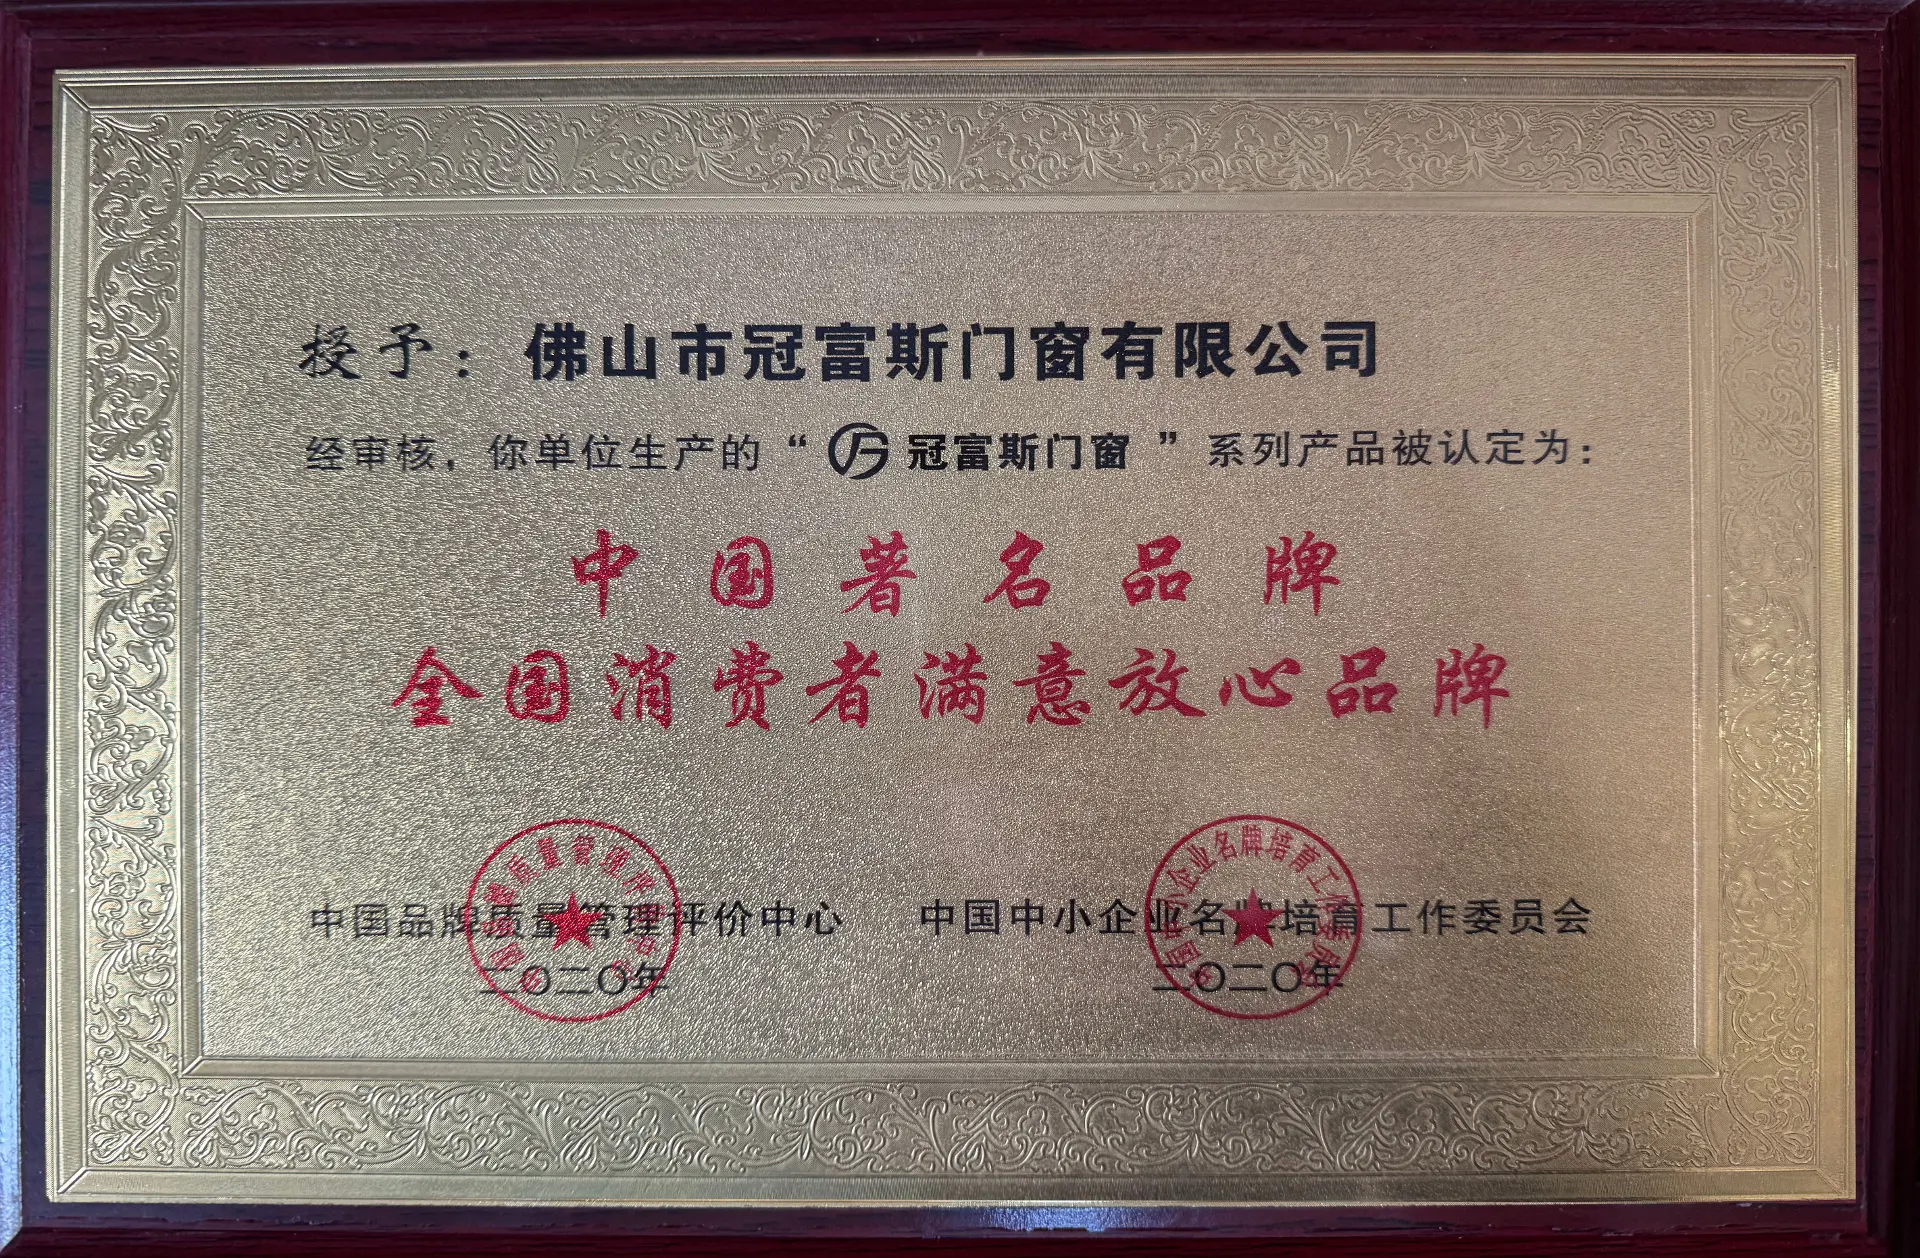 授予：佛山市冠富斯门窗有限公司
经审核，你单位生产的“冠富斯门窗”系列产品被认定为：
中国著名品牌
全国消费者满意放心品牌
中国品牌质量管理评价中心 中国中小企业名牌培育工作委员会
二〇二〇年 二〇二〇年